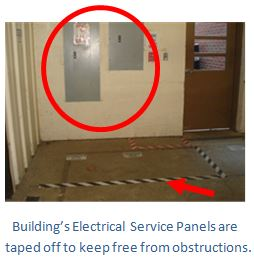 Building's Electrical Service Panels are
taped off to keep free from obstructions.